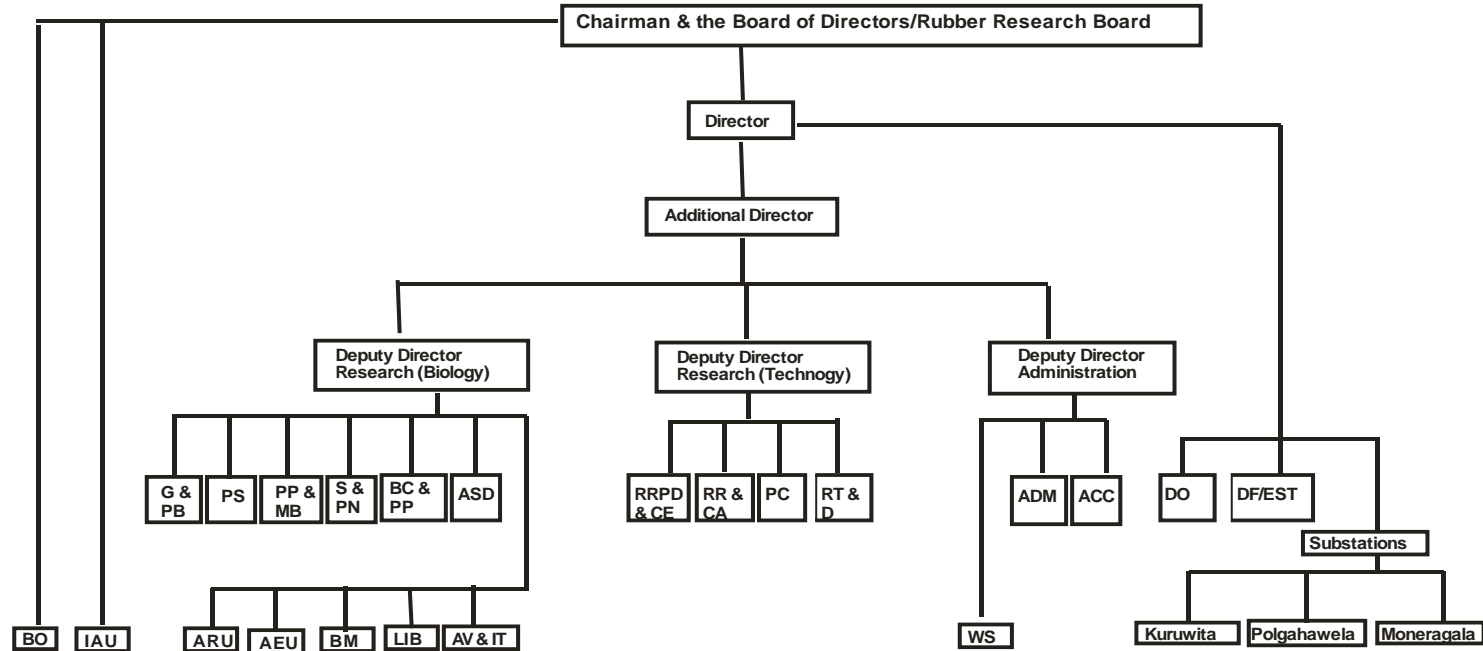 Chairman & the Board of Directors/Rubber Research Board
Director
Additional Director
Deputy Director
Research (Biology)
Deputy Director
Research (Technogy)
Deputy Director
Administration
G &
PB
PS
PP &
MB
S &
PN
BC &
PP
ASD
RRPD
& CE
RR &
CA
PC
RT &
D
ADM
ACC
DO
DF/EST
Substations
BO
IAU
ARU
AEU
BM
LIB
AV & IT
WS
Kuruwita
Polgahawela
Moneragala